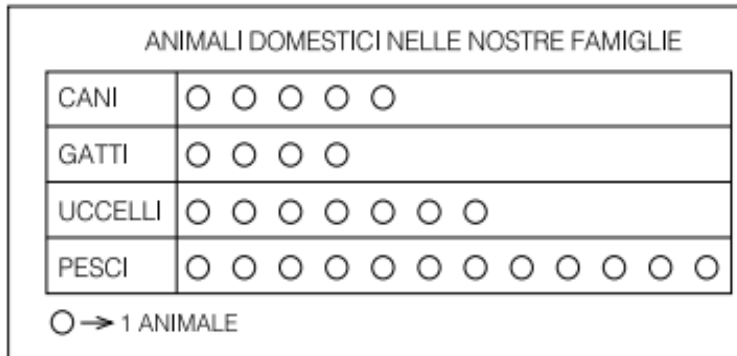 ANIMALI DOMESTICI NELLE NOSTRE FAMIGLIE
CANI
GATTI
UCCELLI
PESCI
→ 1 ANIMALE